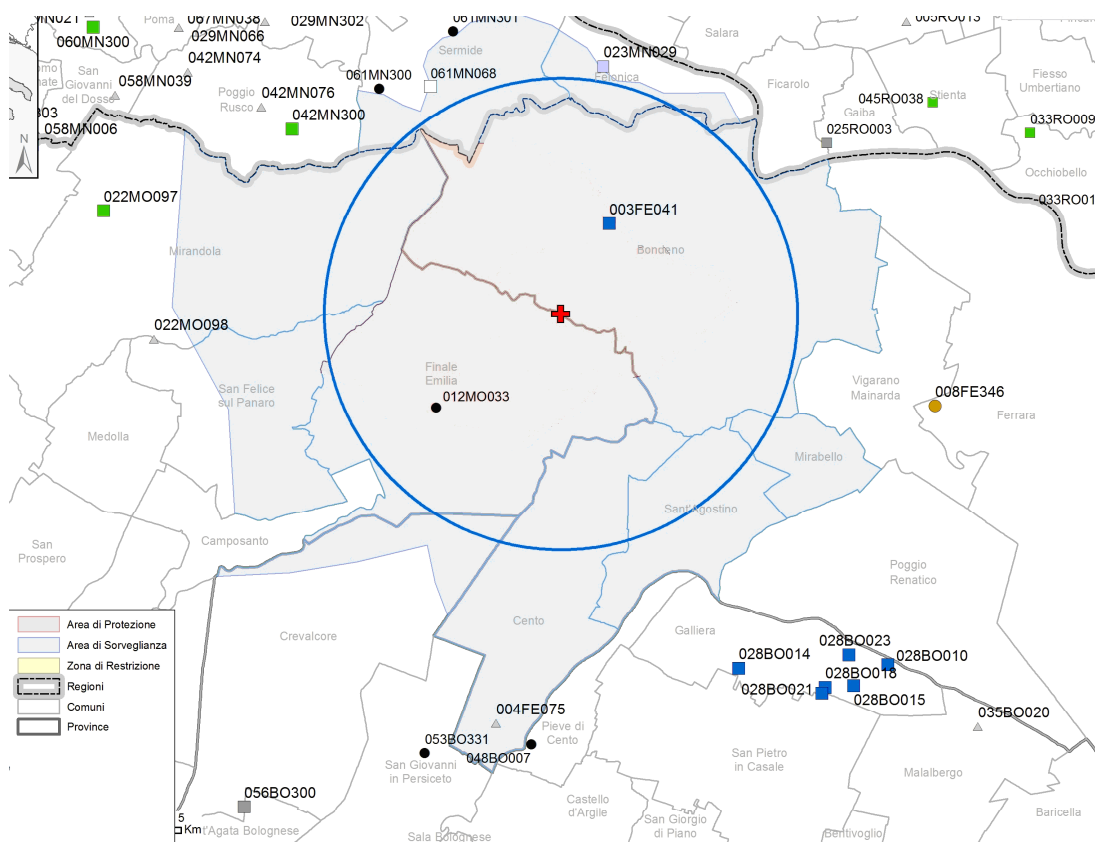 067MN038
029MN302
061MN301
005RO013
MN021
Poma
060MN300
029MN066
Sermide
Salara
023MN029
Felonica
042MN074
San
Giovanni
del Dosso
058MN039
061MN300
061MN068
Ficarolo
Fiesso
Umbertiano
Poggio
Rusco
042MN076
045RO038
Stienta
Gaiba
042MN300
033RO009
058MN006
025RO003
N
Occhiobello
022MO097
033RO01
003FE041
Mirandola
Bondeno
022MO098
Finale
Emilia
San Felice
sul Panaro
012MO033
Vigarano
Mainarda
008FE346
Ferrara
Medolla
Mirabello
Sant'Agostino
San
Prospero
Camposanto
Poggio
Renatico
Area di Protezione
Area di Sorveglianza
Zona di Restrizione
Regioni
Comuni
Province
Crevalcore
Cento
Galliera
028BO023
028BO014
028BO010
028BO018
028BO021
028BO015
004FE075
035BO020
Pieve di
Cento
053BO331
048BO007
San Giovanni
in Persiceto
San Pietro
in Casale
Malalbergo
056BO300
Castello
d'Argile
San Giorgio
di Piano
Baricella
5
Km
t'Agata Bolognese
Sala Bolognese
Bentivoglio